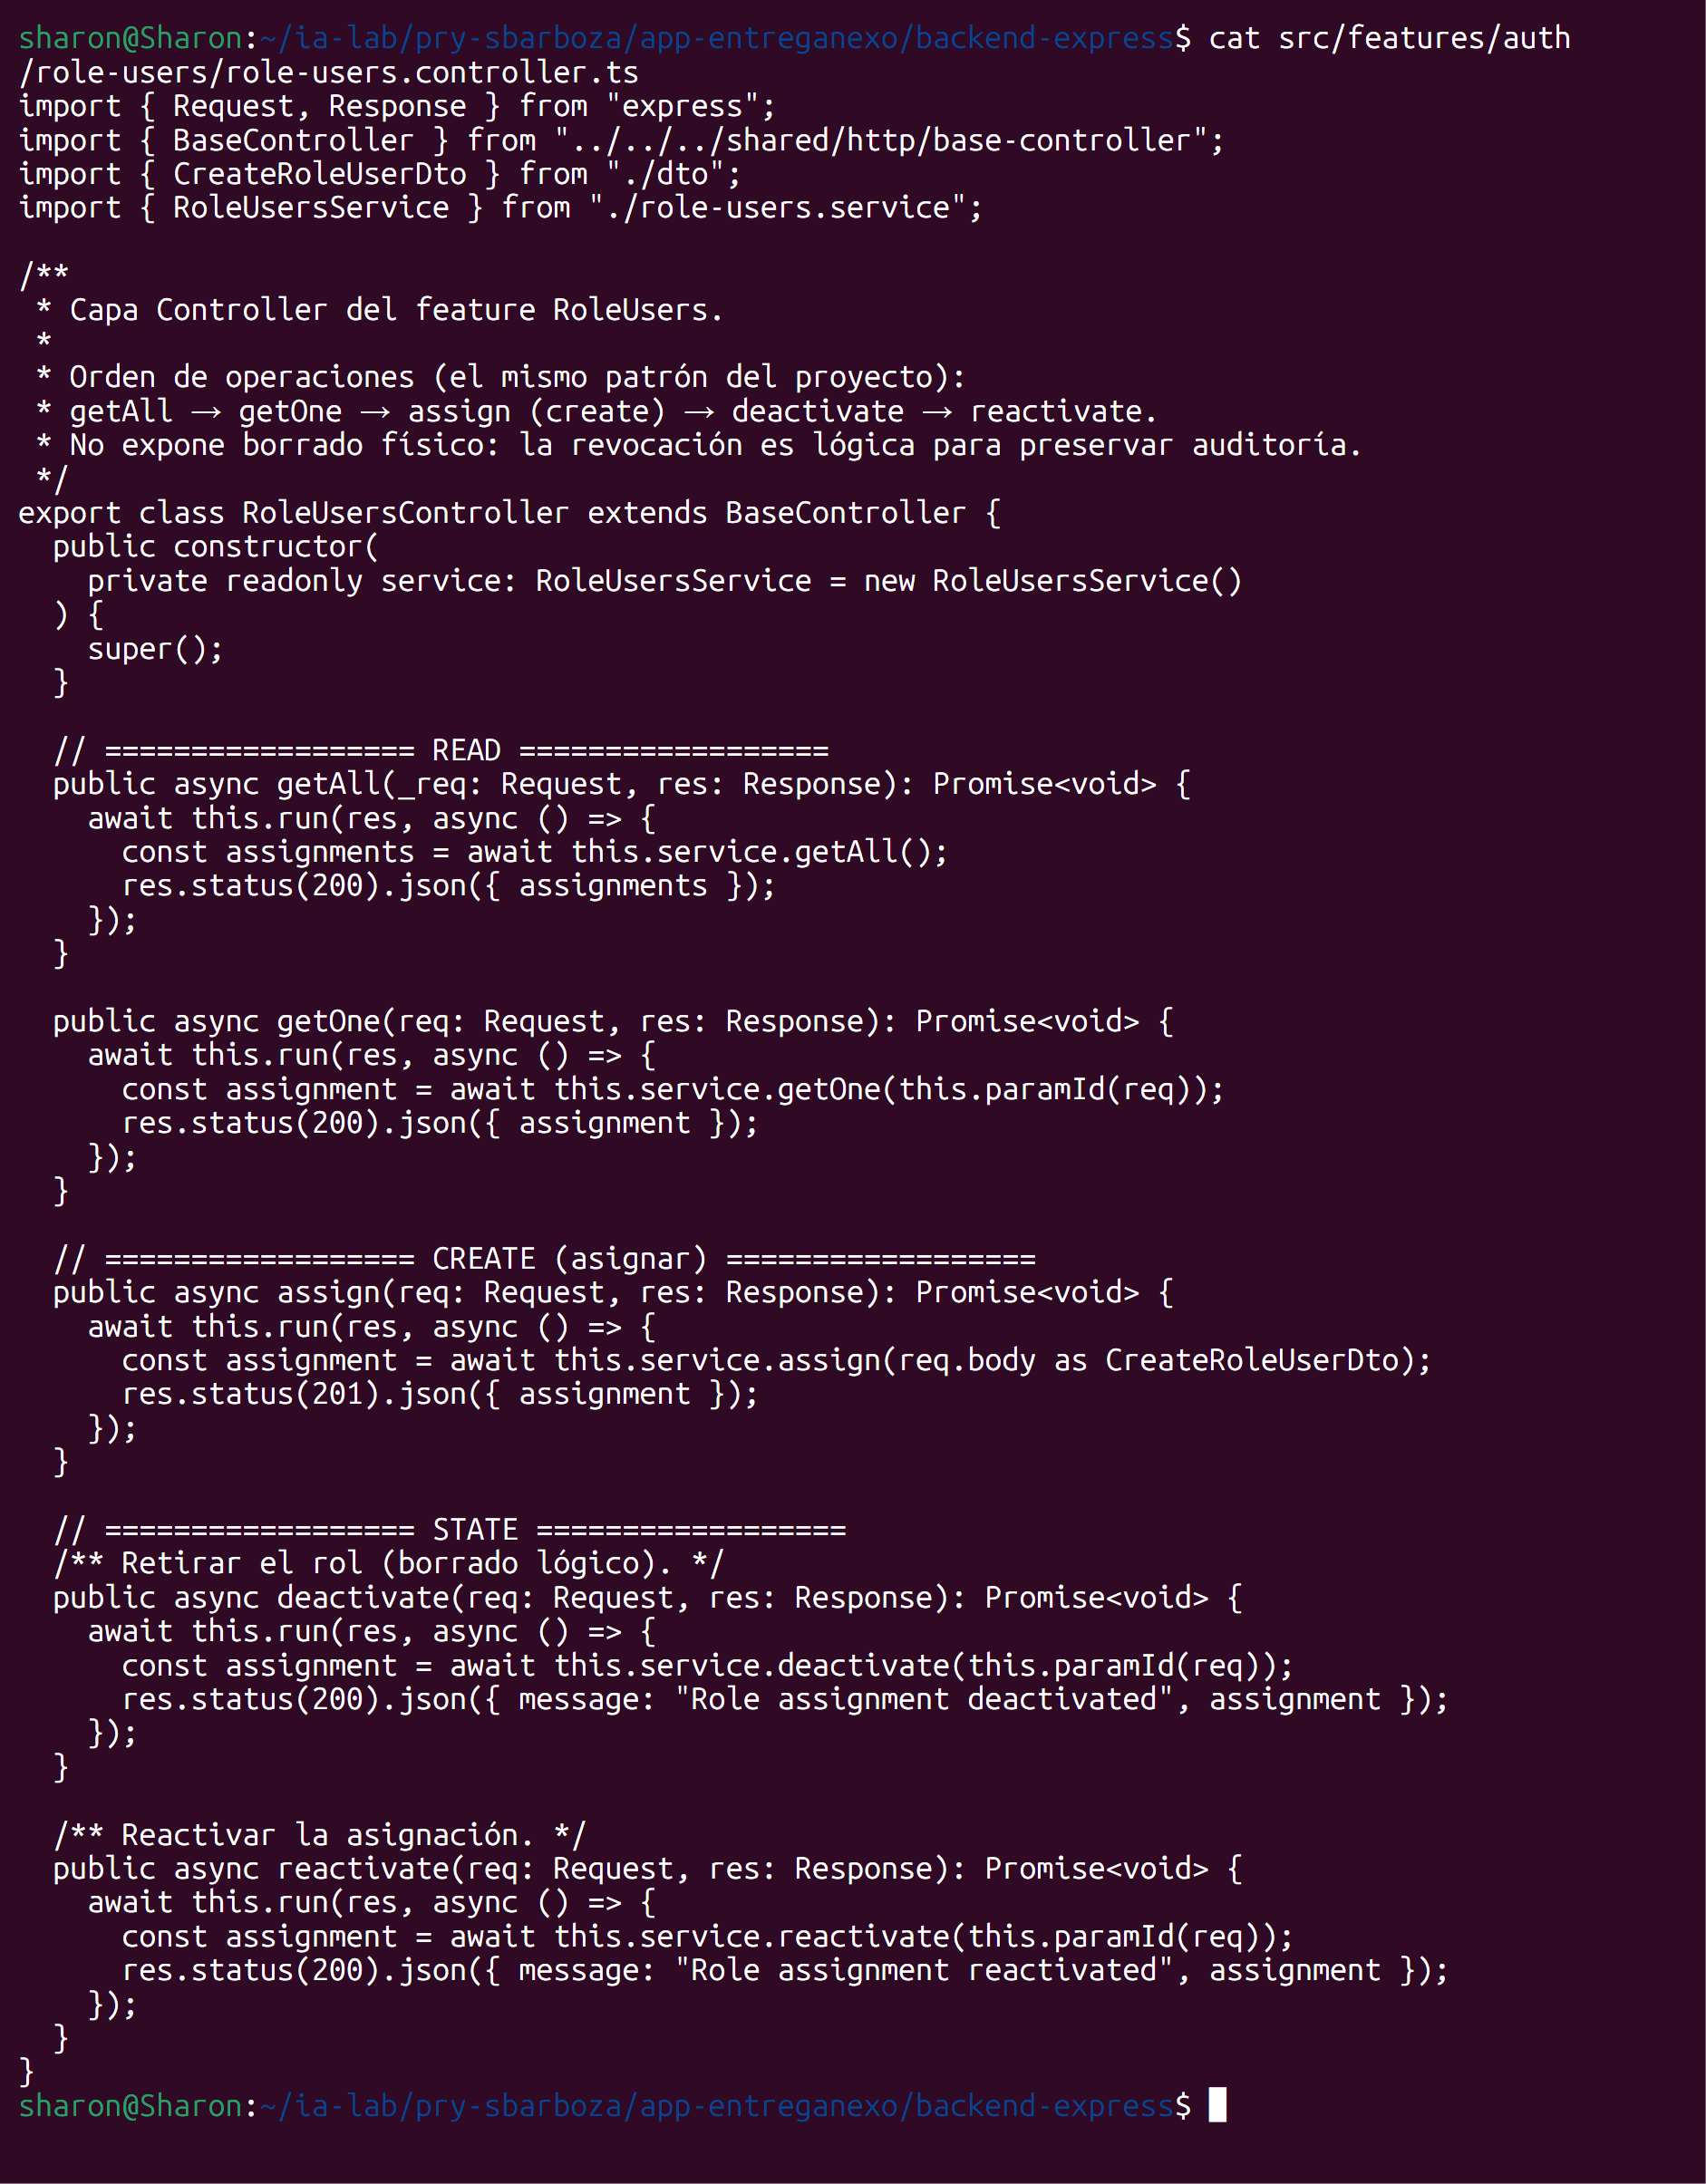 sharon@Sharon:~/ia-lab/pry-sbarboza/app-entreganexo/backend-express$ cat src/features/auth
/role-users/role-users.controller.ts
import { Request, Response } from "express";
import { BaseController } from "../../../shared/http/base-controller";
import { CreateRoleUserDto } from "./dto";
import { RoleUsersService } from "./role-users.service";

/**
 * Capa Controller del feature RoleUsers.
 *
 * Orden de operaciones (el mismo patrón del proyecto):
 * getAll → getOne → assign (create) → deactivate → reactivate.
 * No expone borrado físico: la revocación es lógica para preservar auditoría.
 */
export class RoleUsersController extends BaseController {
  public constructor(
    private readonly service: RoleUsersService = new RoleUsersService()
  ) {
    super();
  }

  // ================== READ ==================
  public async getAll(_req: Request, res: Response): Promise<void> {
    await this.run(res, async () => {
      const assignments = await this.service.getAll();
      res.status(200).json({ assignments });
    });
  }

  public async getOne(req: Request, res: Response): Promise<void> {
    await this.run(res, async () => {
      const assignment = await this.service.getOne(this.paramId(req));
      res.status(200).json({ assignment });
    });
  }

  // ================== CREATE (asignar) ==================
  public async assign(req: Request, res: Response): Promise<void> {
    await this.run(res, async () => {
      const assignment = await this.service.assign(req.body as CreateRoleUserDto);
      res.status(201).json({ assignment });
    });
  }

  // ================== STATE ==================
  /** Retirar el rol (borrado lógico). */
  public async deactivate(req: Request, res: Response): Promise<void> {
    await this.run(res, async () => {
      const assignment = await this.service.deactivate(this.paramId(req));
      res.status(200).json({ message: "Role assignment deactivated", assignment });
    });
  }

  /** Reactivar la asignación. */
  public async reactivate(req: Request, res: Response): Promise<void> {
    await this.run(res, async () => {
      const assignment = await this.service.reactivate(this.paramId(req));
      res.status(200).json({ message: "Role assignment reactivated", assignment });
    });
  }
}
sharon@Sharon:~/ia-lab/pry-sbarboza/app-entreganexo/backend-express$